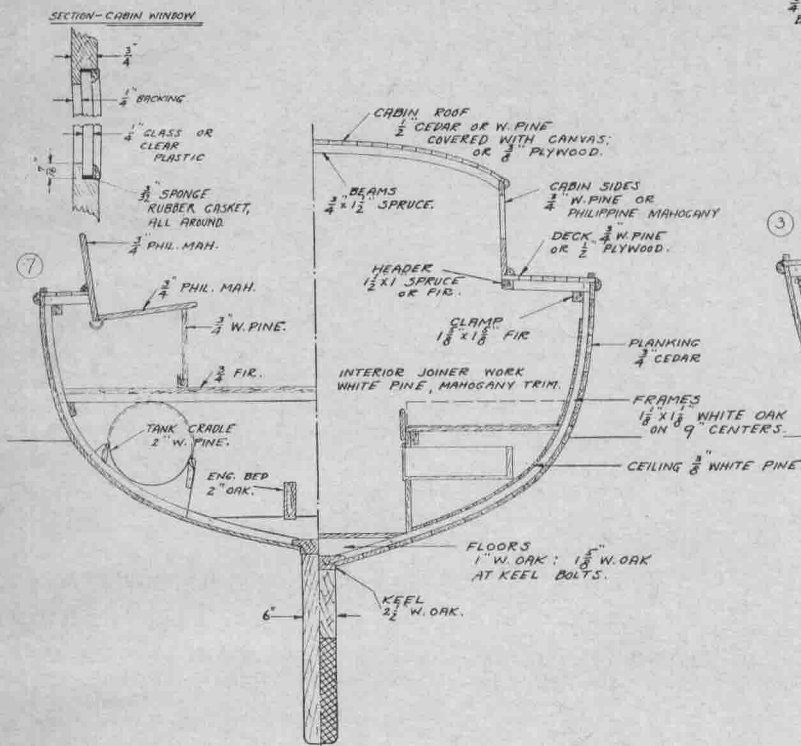 SECTION-CABIN WINDOW
3/4"
1/4" BACKING
1/4" GLASS OR
CLEAR
PLASTIC
7/8"
3/32" SPONGE
RUBBER GASKET,
ALL AROUND.
CABIN ROOF
1/2" CEDAR OR W. PINE
COVERED WITH CANVAS;
OR 3/8" PLYWOOD.
BEAMS
3/4" x 1 1/2" SPRUCE.
CABIN SIDES
3/4" W. PINE OR
PHILIPPINE MAHOGANY
DECK 3/4" W. PINE
OR 1/2" PLYWOOD.
3/4" PHIL. MAH.
7
3/4" PHIL. MAH.
3/4" W. PINE.
3/4" FIR.
HEADER
1 1/2" x 1" SPRUCE
OR FIR.
CLAMP
1 5/8" x 1 5/8" FIR
3
PLANKING
3/4" CEDAR
INTERIOR JOINER WORK
WHITE PINE, MAHOGANY TRIM.
FRAMES
1 1/8" X 1 1/8" WHITE OAK
ON 9" CENTERS.
TANK CRADLE
2" W. PINE.
ENG. BED
2" OAK.
CEILING 3/8" WHITE PINE
FLOORS
1" W. OAK: 1 5/8" W. OAK
AT KEEL BOLTS.
KEEL
2 1/2" W. OAK.
6"